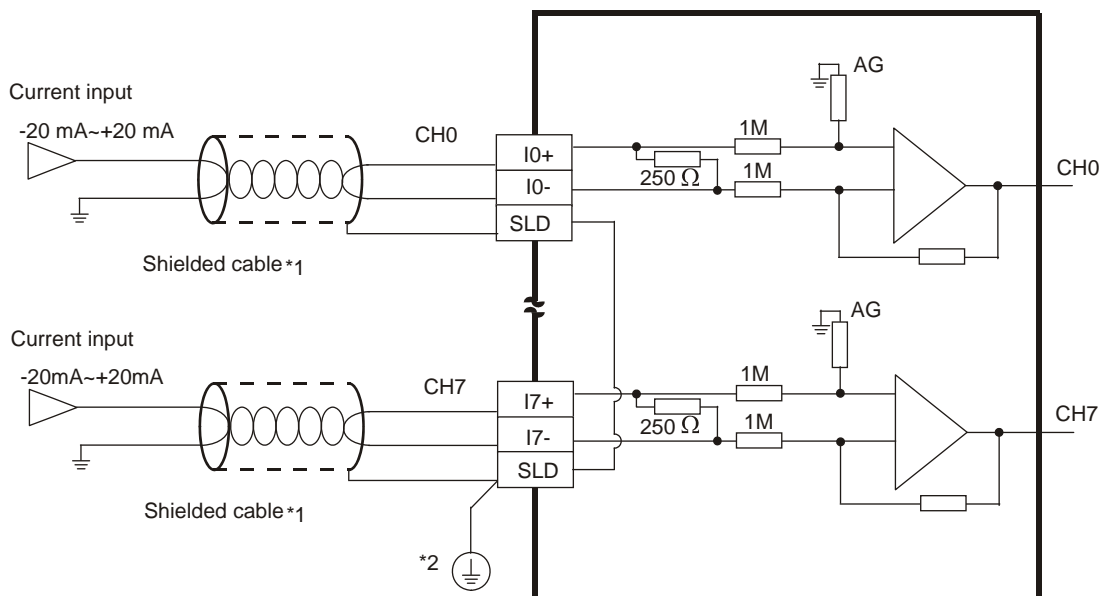 AG
Current input
-20 mA~+20 mA
CH0
I0+
1M
I0-
250 Ω
1M
CH0
SLD
Shielded cable *1
AG
Current input
-20mA~+20mA
CH7
I7+
1M
I7-
250 Ω
1M
CH7
SLD
Shielded cable *1
*2